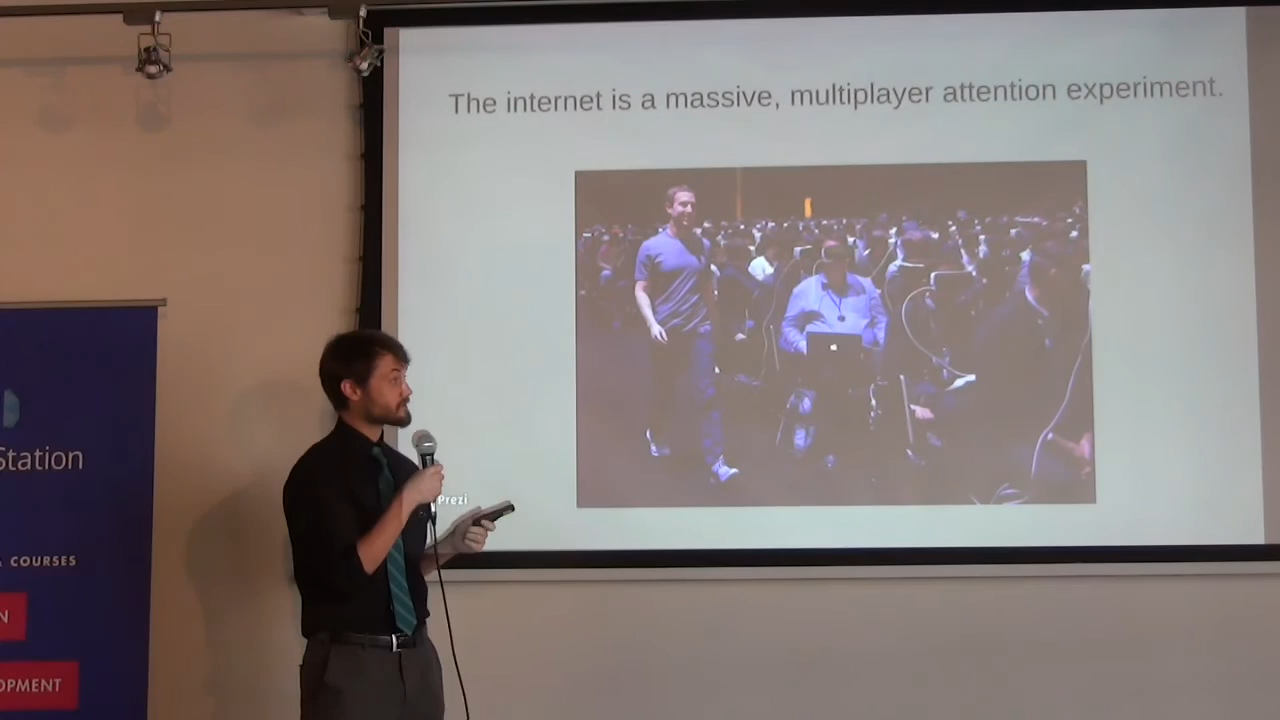 The internet is a massive, multiplayer attention experiment.
Station
COURSES
N
OPMENT
Prezi